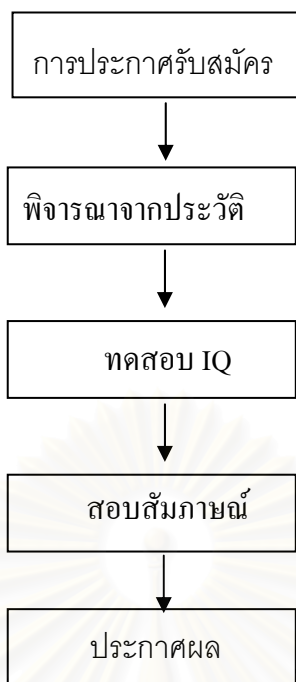 การประกาศรับสมัคร
พิจารณาจากประวัติ
ทดสอบ IQ
สอบสัมภาษณ์
ประกาศผล